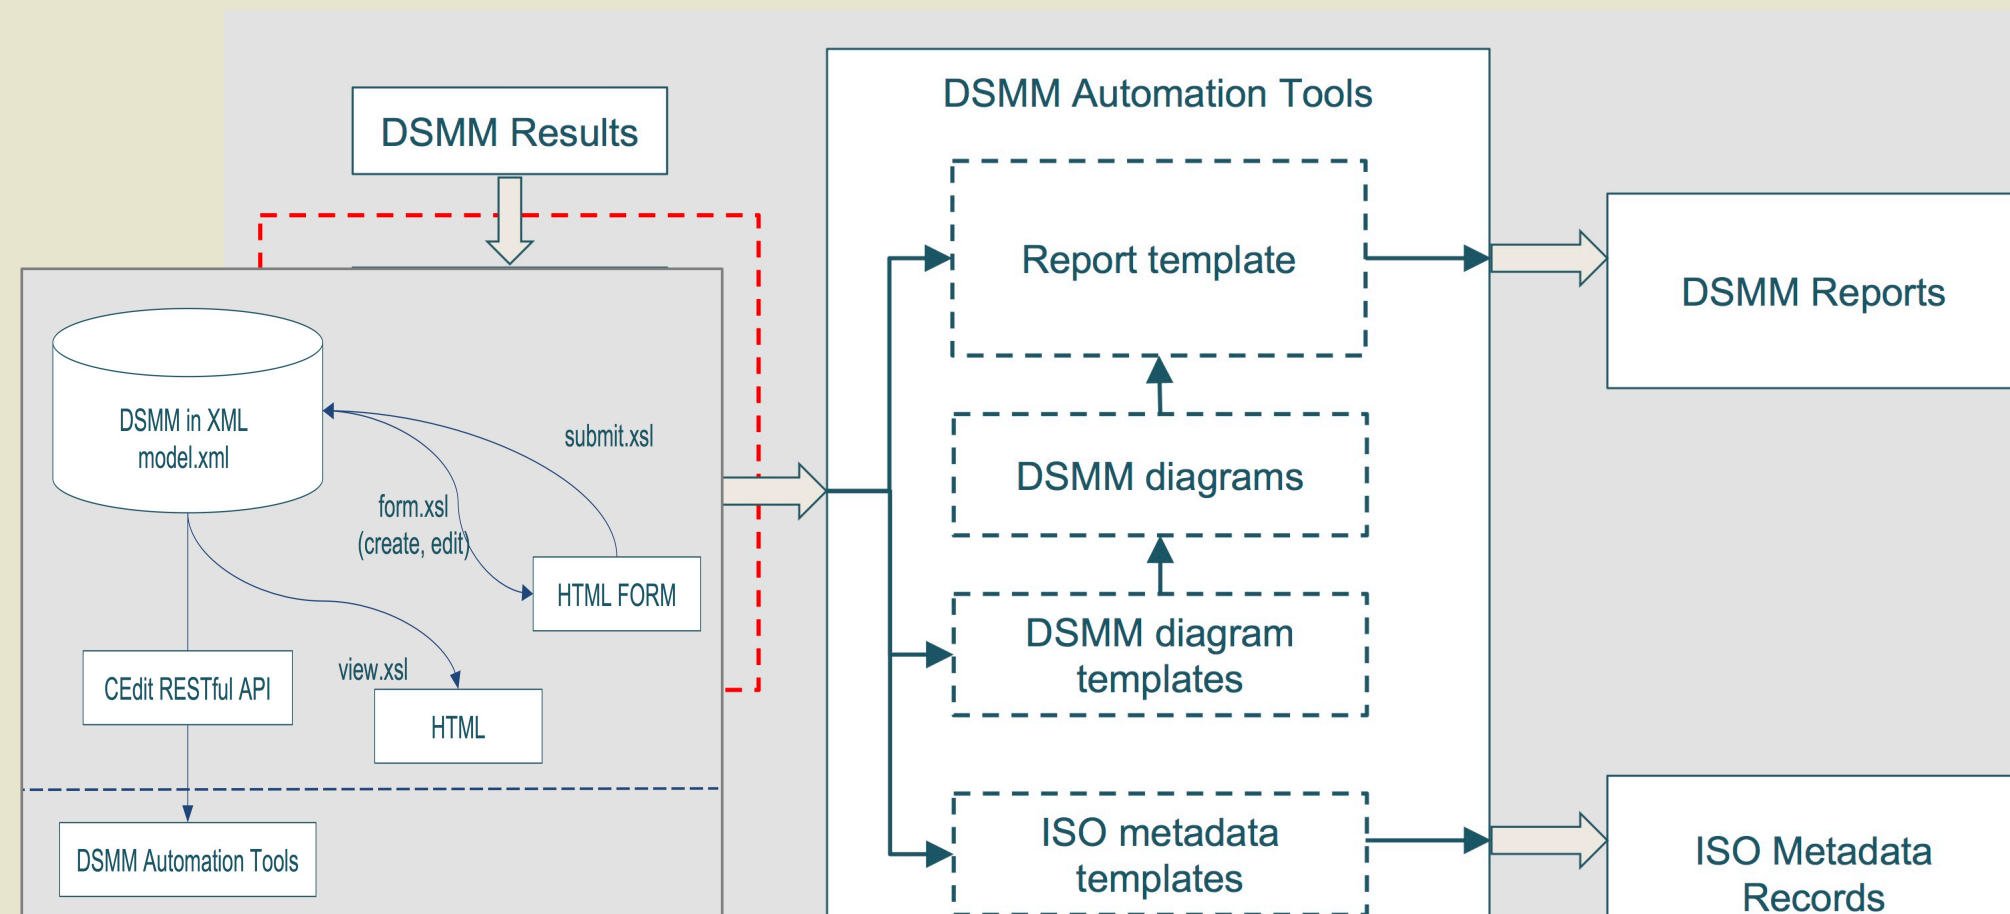 DSMM Results
DSMM in XML
model.xml
submit.xsl
form.xsl
(create, edit)
HTML FORM
CEdit RESTful API
view.xsl
HTML
DSMM Automation Tools
DSMM Automation Tools
Report template
DSMM diagrams
DSMM diagram
templates
ISO metadata
templates
DSMM Reports
ISO Metadata
Records